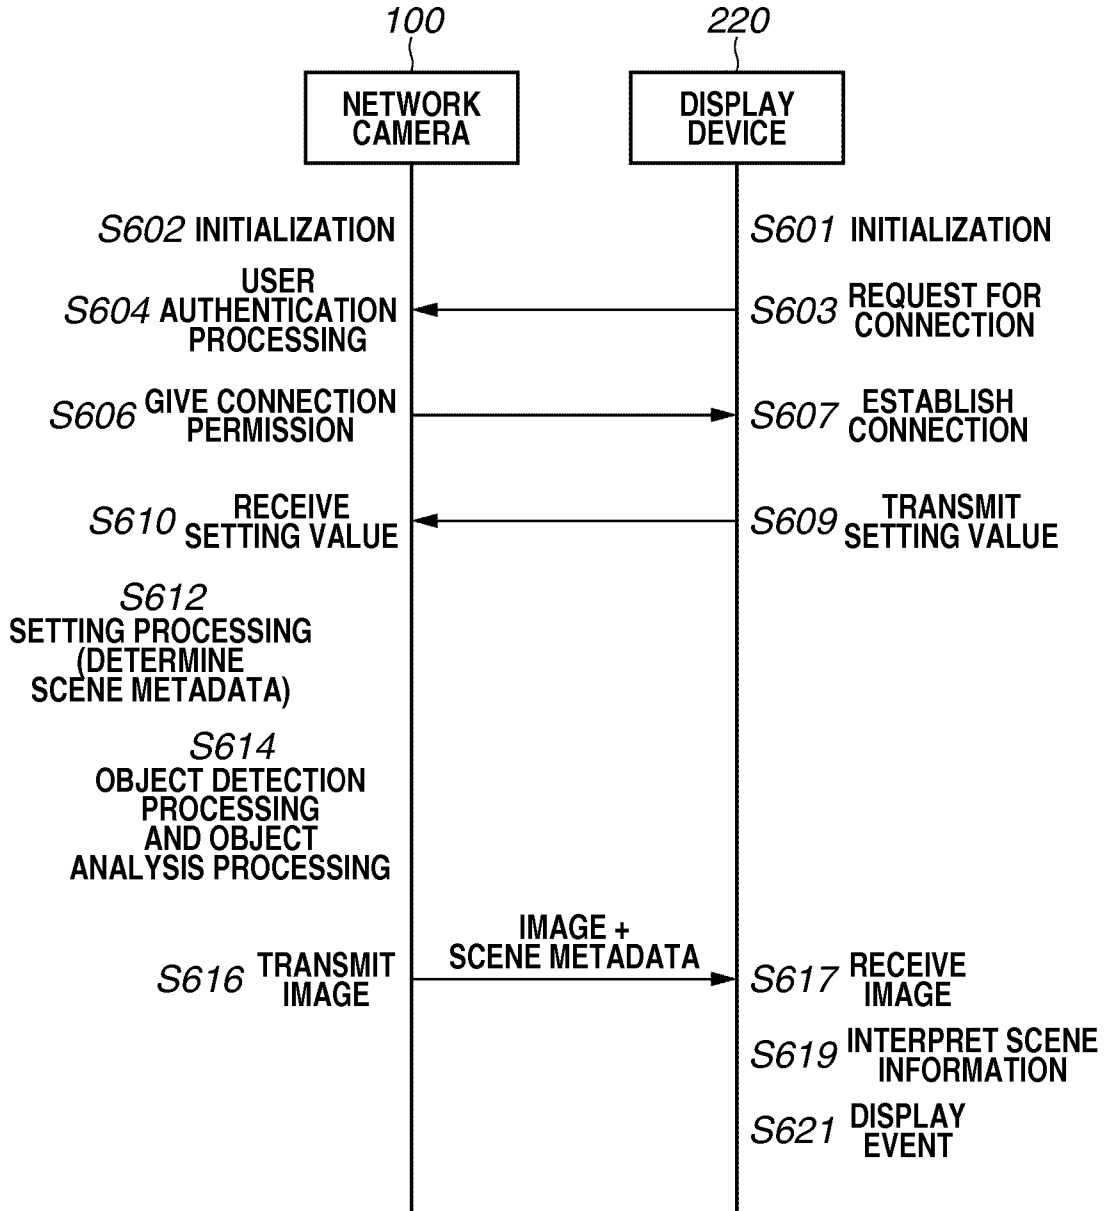 100
220
NETWORK
CAMERA
DISPLAY
DEVICE
S602 INITIALIZATION
S601 INITIALIZATION
USER
S604 AUTHENTICATION
PROCESSING
S603 REQUEST FOR
CONNECTION
S606 GIVE CONNECTION
PERMISSION
S607 ESTABLISH
CONNECTION
S610 RECEIVE
SETTING VALUE
S609 TRANSMIT
SETTING VALUE
S612
SETTING PROCESSING
(DETERMINE
SCENE METADATA)
S614
OBJECT DETECTION
PROCESSING
AND OBJECT
ANALYSIS PROCESSING
IMAGE +
SCENE METADATA
S616 TRANSMIT
IMAGE
S617 RECEIVE
IMAGE
S619 INTERPRET SCENE
INFORMATION
S621 DISPLAY
EVENT